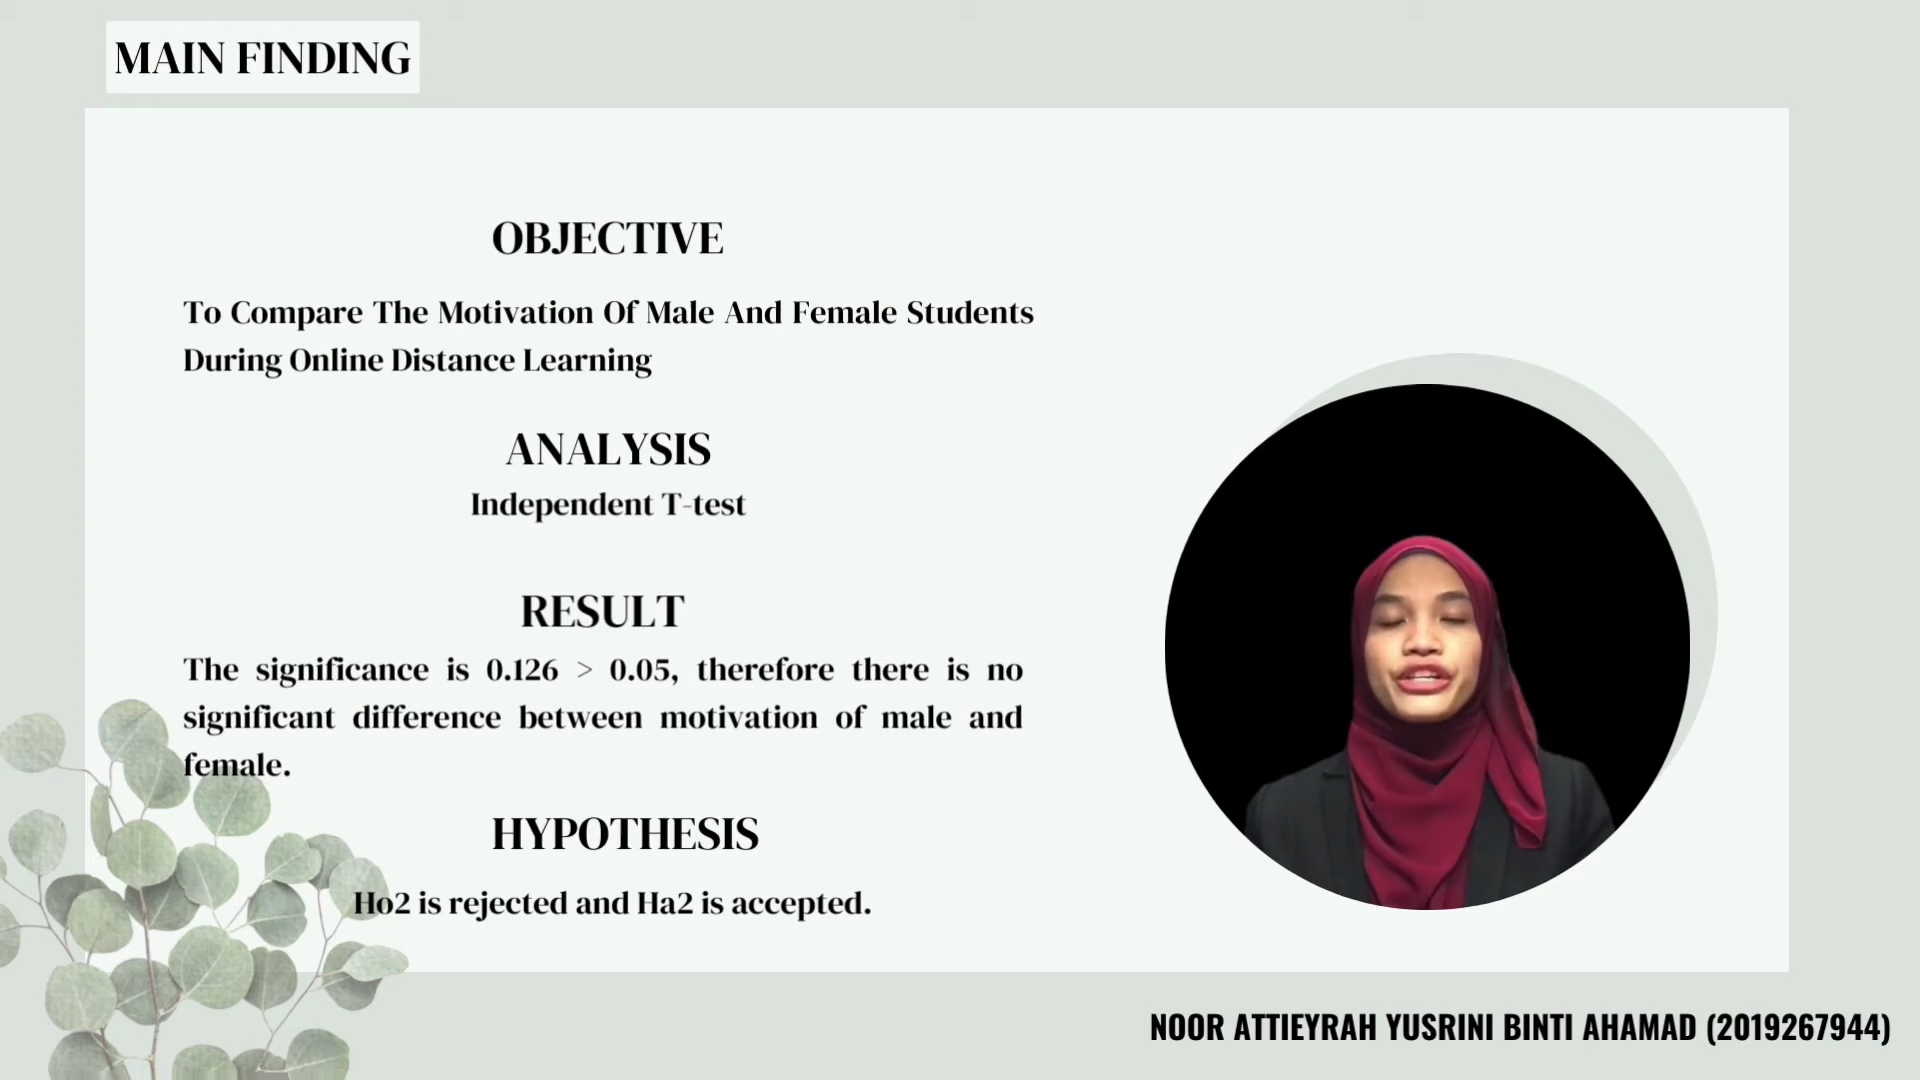 MAIN FINDING
OBJECTIVE
To Compare The Motivation Of Male And Female Students
During Online Distance Learning
ANALYSIS
Independent T-test
RESULT
The significance is 0.126 > 0.05, therefore there is no
significant difference between motivation of male and
female.
HYPOTHESIS
Ho2 is rejected and Ha2 is accepted.
NOOR ATTIEYRAH YUSRINI BINTI AHAMAD (2019267944)